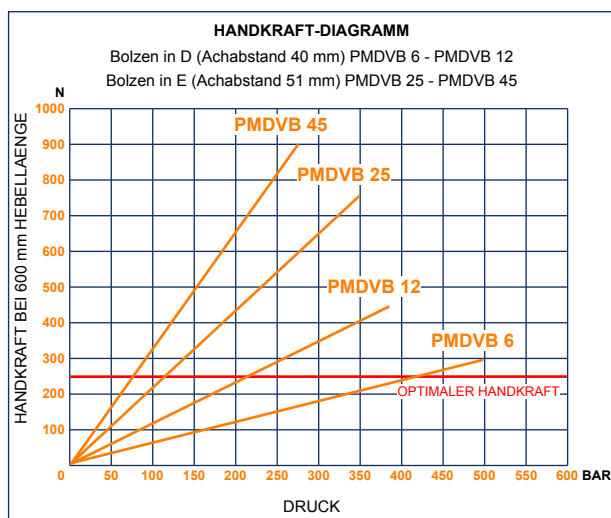 HANDKRAFT-DIAGRAMM
Bolzen in D (Achabstand 40 mm) PMDVB 6 - PMDVB 12
Bolzen in E (Achabstand 51 mm) PMDVB 25 - PMDVB 45
N
1000
900
800
700
600
500
400
300
200
100
HANDKRAFT BEI 600 mm HEBELLAENGE
PMDVB 45
PMDVB 25
PMDVB 12
PMDVB 6
OPTIMALER HANDKRAFT
0 50 100 150 200 250 300 350 400 450 500 550 600 BAR
DRUCK